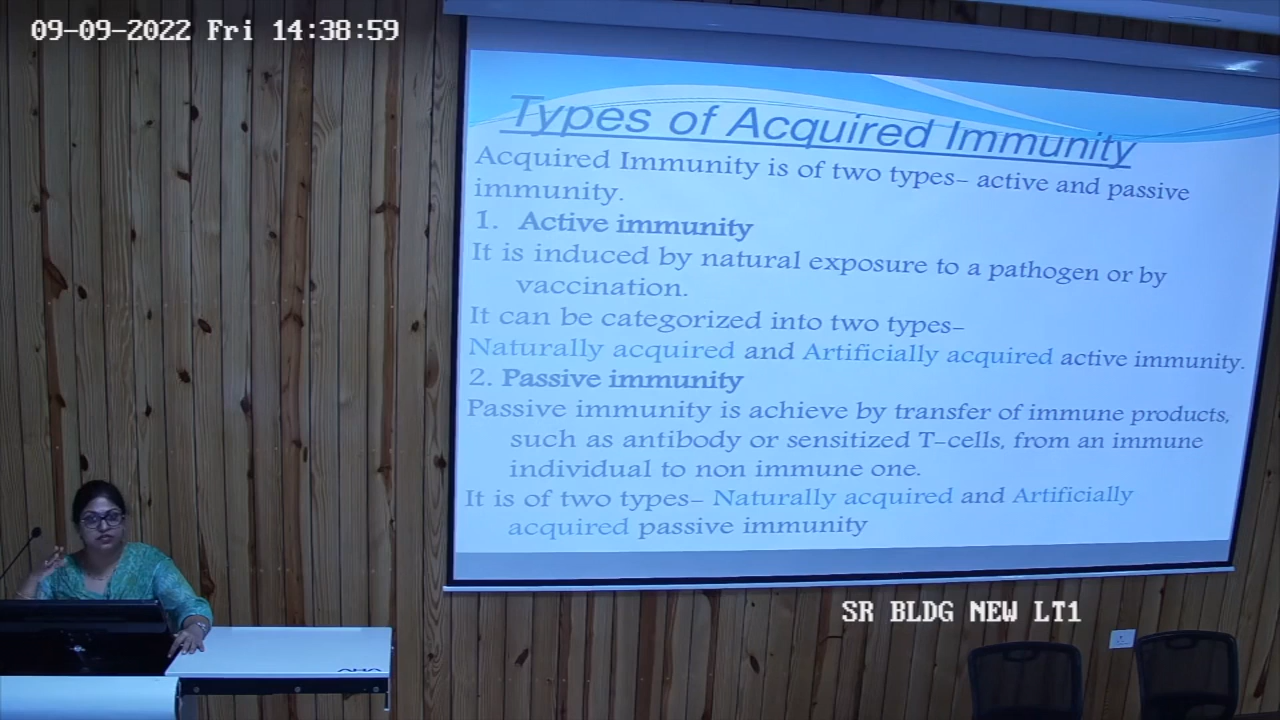 09-09-2022 Fri 14:38:59
Types of Acquired Immunity
Acquired Immunity is of two types- active and passive
immunity.
1. Active immunity
It is induced by natural exposure to a pathogen or by
vaccination.
It can be categorized into two types-
Naturally acquired and Artificially acquired active immunity.
2. Passive immunity
Passive immunity is achieve by transfer of immune products,
such as antibody or sensitized T-cells, from an immune
individual to non immune one.
It is of two types- Naturally acquired and Artificially
acquired passive immunity
SR BLDG NEW LT1